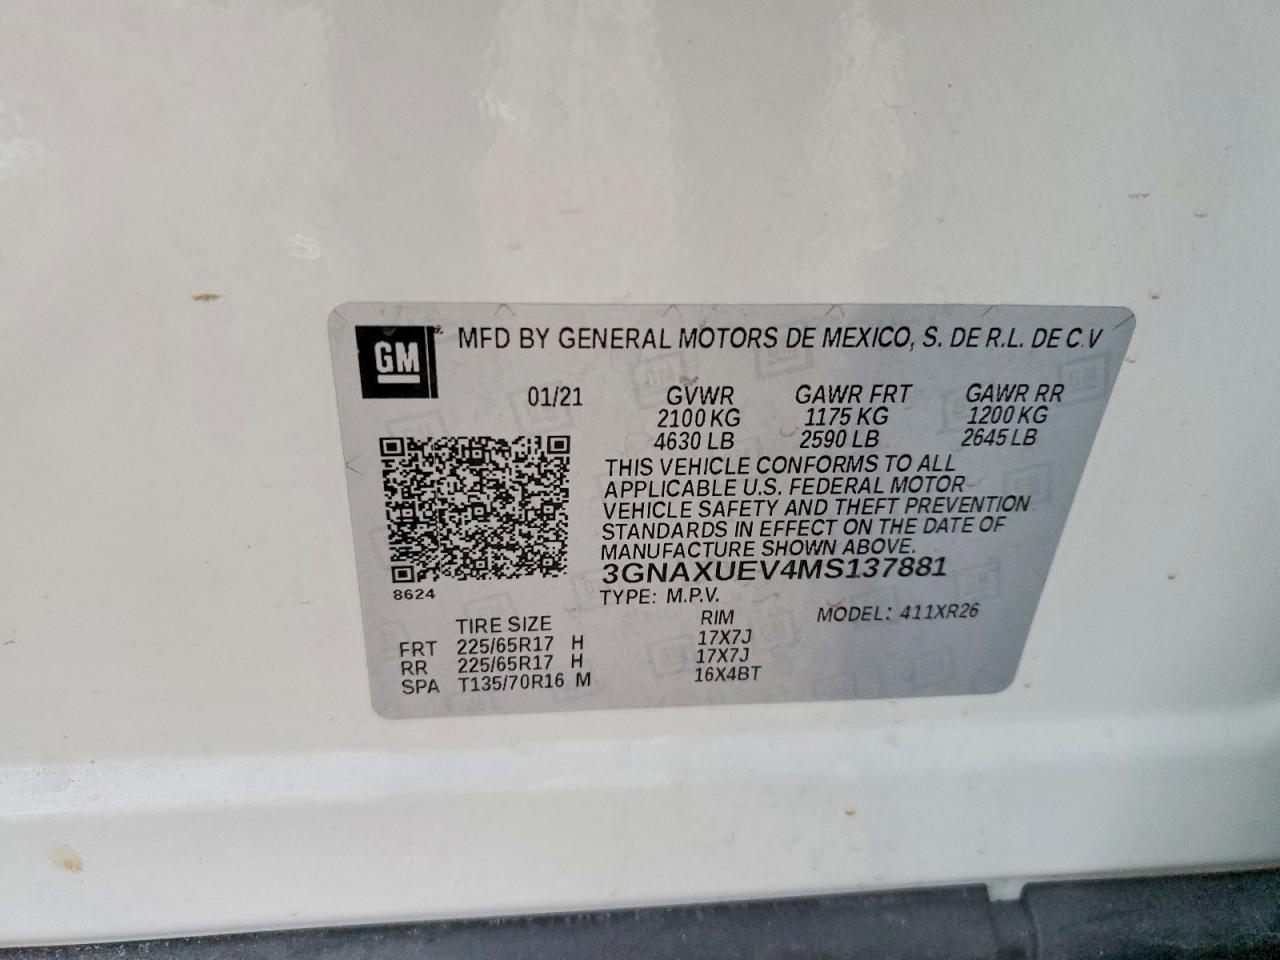 GM
MFD BY GENERAL MOTORS DE MEXICO, S. DE R.L. DE C.V
01/21 GVWR GAWR FRT GAWR RR
2100 KG 1175 KG 1200 KG
4630 LB 2590 LB 2645 LB
THIS VEHICLE CONFORMS TO ALL
APPLICABLE U.S. FEDERAL MOTOR
VEHICLE SAFETY AND THEFT PREVENTION
STANDARDS IN EFFECT ON THE DATE OF
MANUFACTURE SHOWN ABOVE.
3GNAXUEV4MS137881
8624
TYPE: M.P.V.
MODEL: 411XR26
TIRE SIZE RIM
FRT 225/65R17 H 17X7J
RR 225/65R17 H 17X7J
SPA T135/70R16 M 16X4BT